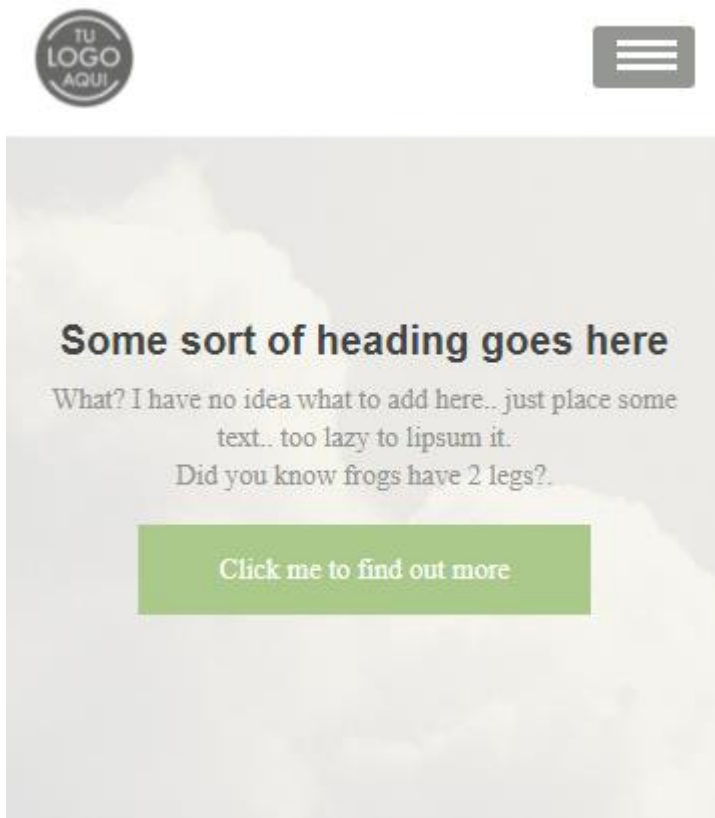 TU
LOGO
AQUI
Some sort of heading goes here
What? I have no idea what to add here.. just place some
text.. too lazy to lipsum it.
Did you know frogs have 2 legs?.
Click me to find out more